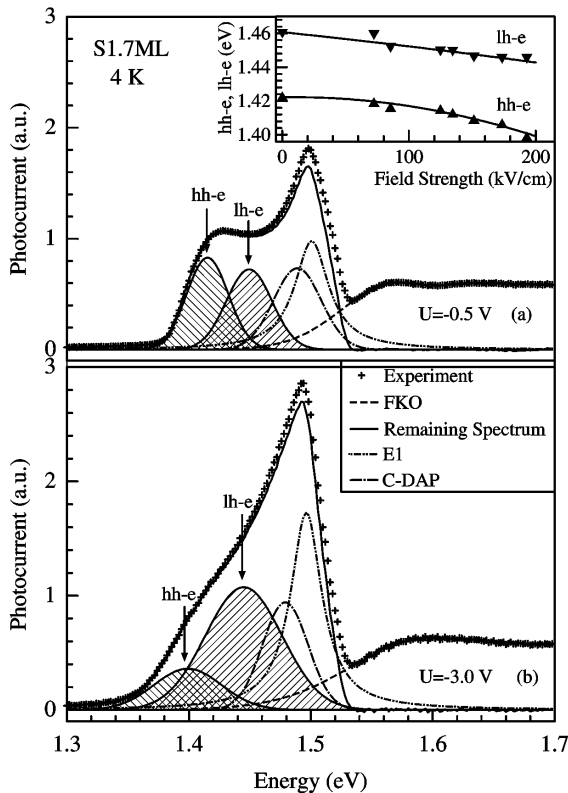 3
S1.7ML
4 K
1.46
1.44
1.42
1.40
hh-e, lh-e (eV)
lh-e
hh-e
0
100
200
Field Strength (kV/cm)
2
hh-e
lh-e
1
Photocurrent (a.u.)
U=-0.5 V (a)
0
3
Experiment
FKO
Remaining Spectrum
E1
C-DAP
2
lh-e
Photocurrent (a.u.)
1
hh-e
U=-3.0 V (b)
0
1.3 1.4 1.5 1.6 1.7
Energy (eV)